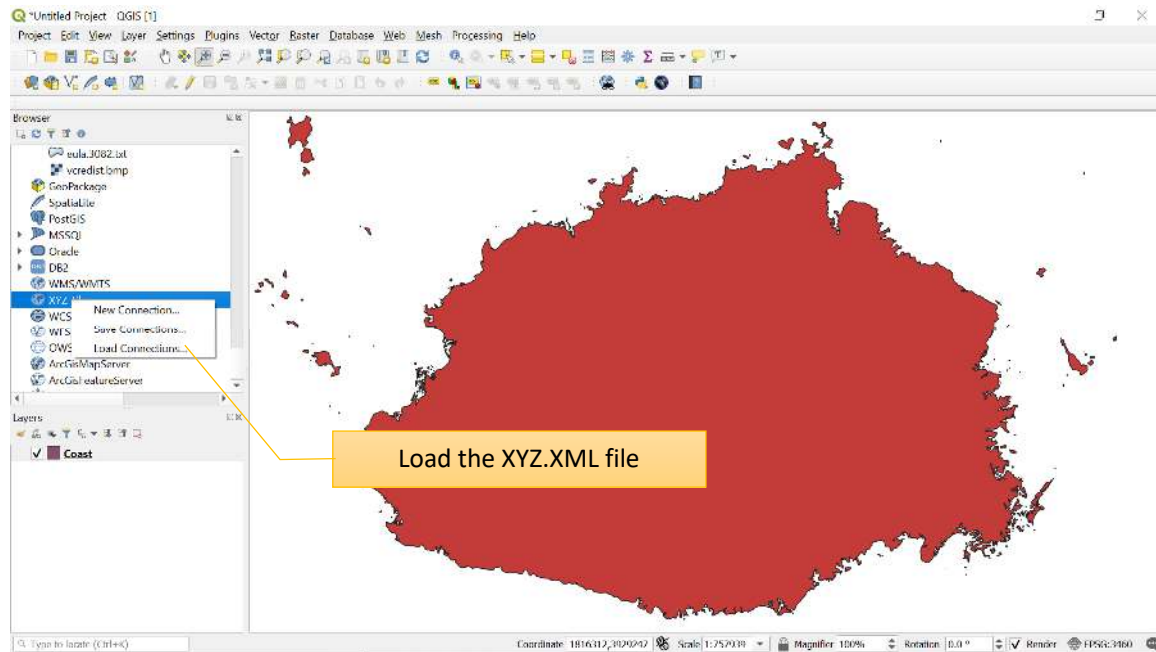 *Untitled Project QGIS [1]
Project Edit View Layer Settings Plugins Vector Raster Database Web Mesh Processing Help
Browser
eula.3082.txt
vcredist.bmp
GeoPackage
SpatiaLite
PostGIS
MSSQL
Oracle
DB2
WMS/WMTS
XYZ
New Connection...
WCS
WFS
Save Connections...
OWS
Load Connections...
ArcGisMapServer
ArcGisFeatureServer
Layers
Coast
Load the XYZ.XML file
Type to locate (Ctrl+K)
Coordinate 1816312,3929247 Scale 1:757939 Magnifier 100% Rotation 0.0 ° Render EPSG:3460